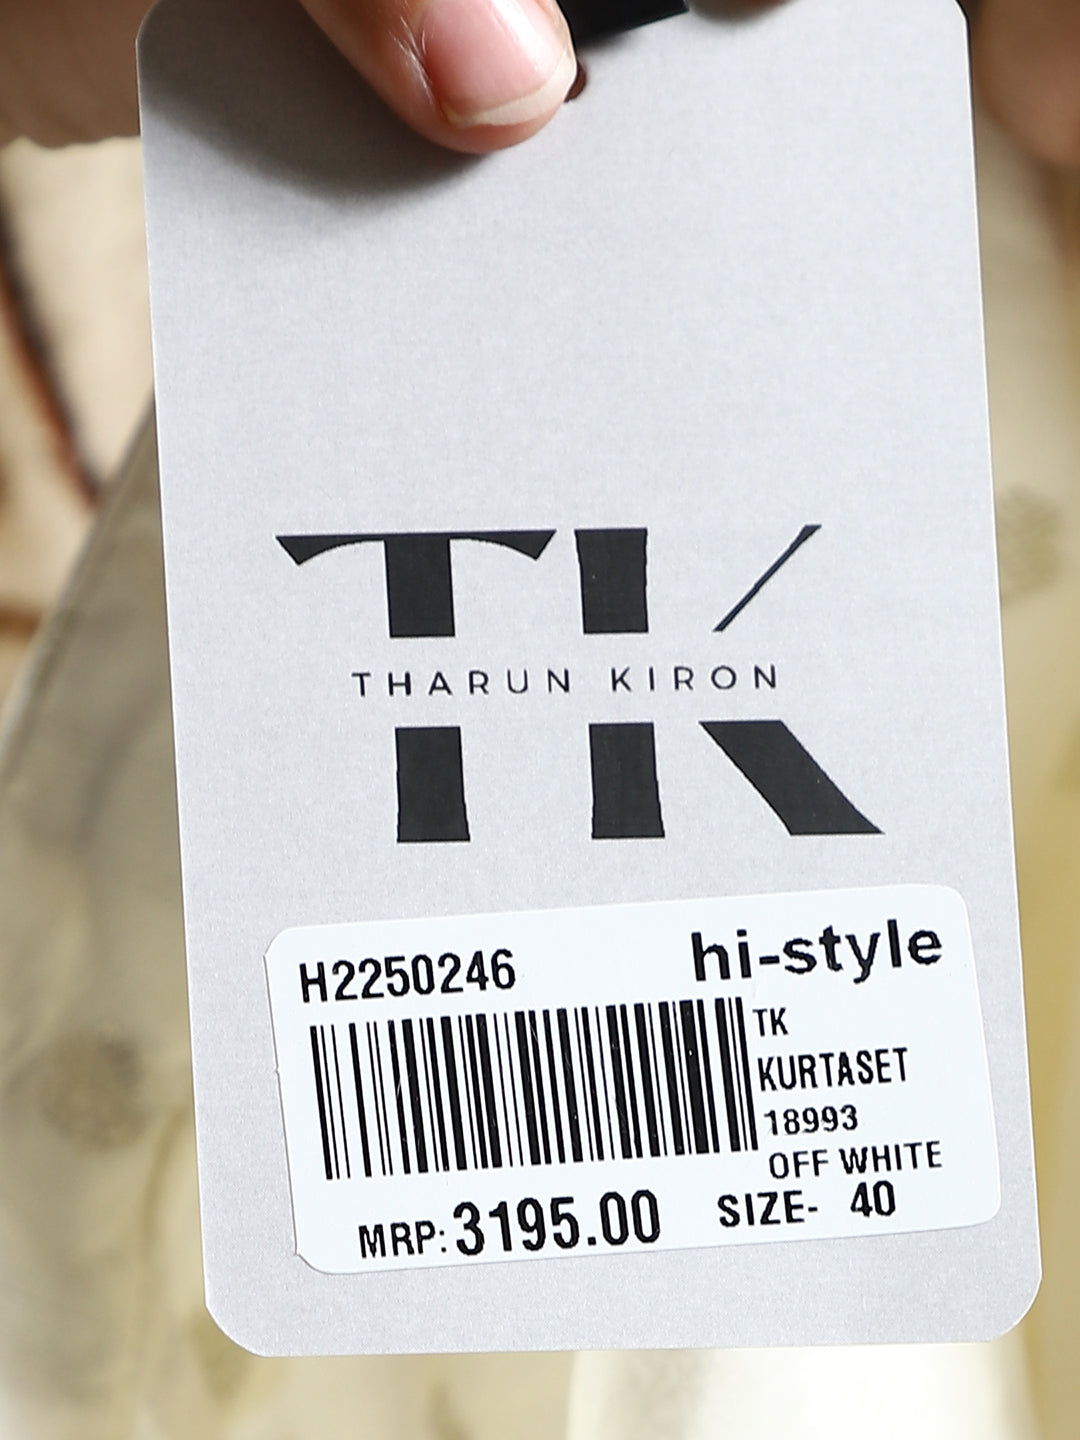 TK
THARUN KIRON
H2250246
hi-style
TK
KURTASET
18993
OFF WHITE
MRP: 3195.00
SIZE- 40